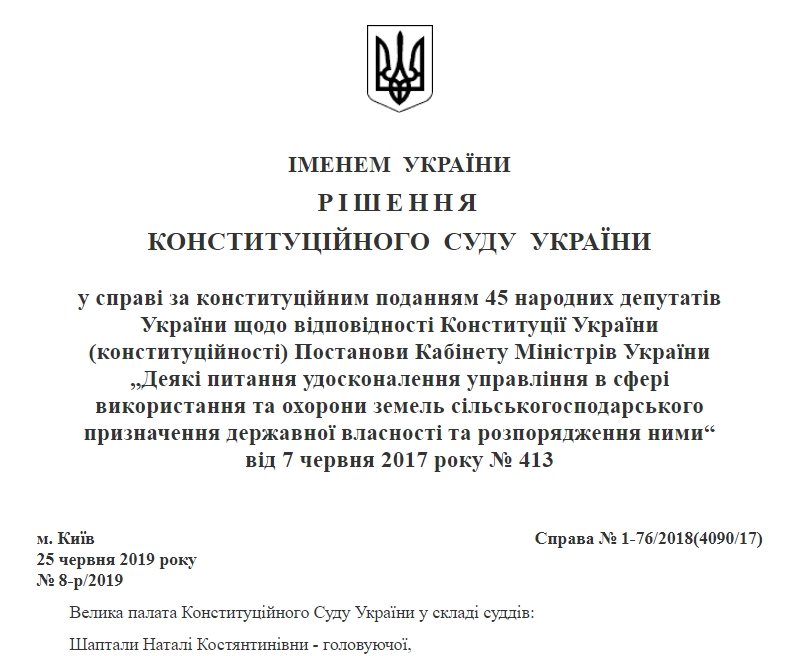 ІМЕНЕМ УКРАЇНИ
РІШЕННЯ
КОНСТИТУЦІЙНОГО СУДУ УКРАЇНИ
у справі за конституційним поданням 45 народних депутатів
України щодо відповідності Конституції України
(конституційності) Постанови Кабінету Міністрів України
„Деякі питання удосконалення управління в сфері
використання та охорони земель сільськогосподарського
призначення державної власності та розпорядження ними“
від 7 червня 2017 року № 413
м. Київ
Справа № 1-76/2018(4090/17)
25 червня 2019 року
№ 8-р/2019
Велика палата Конституційного Суду України у складі суддів:
Шаптали Наталі Костянтинівни - головуючої,